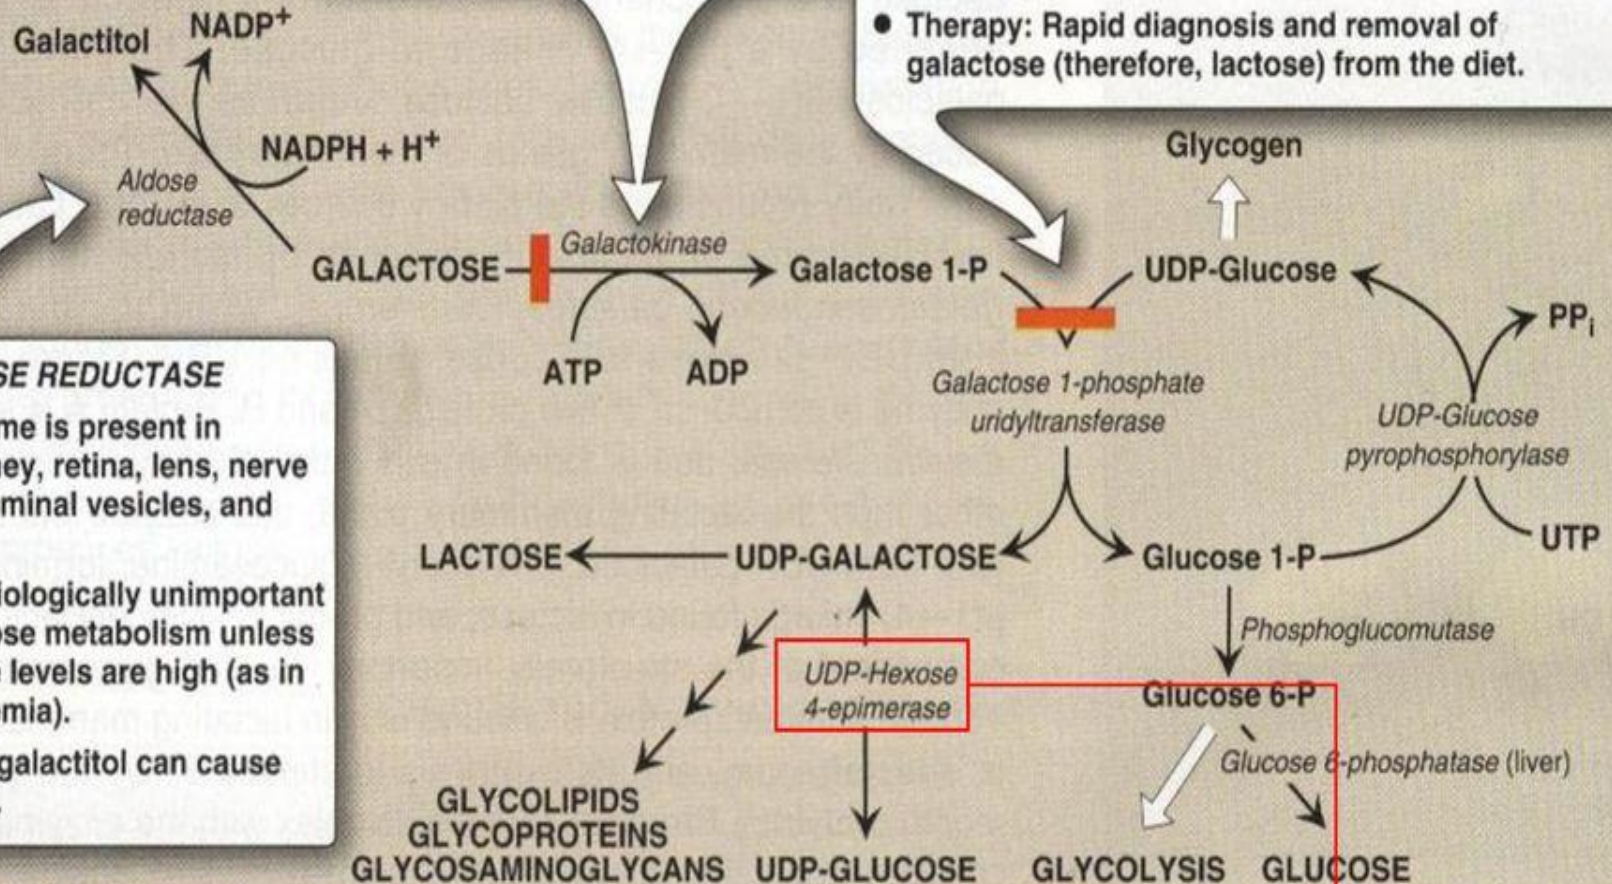 ● Therapy: Rapid diagnosis and removal of
galactose (therefore, lactose) from the diet.
Galactitol
NADP+
NADPH + H+
Aldose
reductase
GALACTOSE
Galactokinase
ATP
ADP
Galactose 1-P
Glycogen
UDP-Glucose
PPi
Galactose 1-phosphate
uridyltransferase
UDP-Glucose
pyrophosphorylase
UTP
SE REDUCTASE
me is present in
ey, retina, lens, nerve
minal vesicles, and
iologically unimportant
ose metabolism unless
levels are high (as in
mia).
galactitol can cause
LACTOSE
UDP-GALACTOSE
Glucose 1-P
Phosphoglucomutase
UDP-Hexose
4-epimerase
Glucose 6-P
Glucose 6-phosphatase (liver)
GLYCOLIPIDS
GLYCOPROTEINS
GLYCOSAMINOGLYCANS
UDP-GLUCOSE
GLYCOLYSIS
GLUCOSE